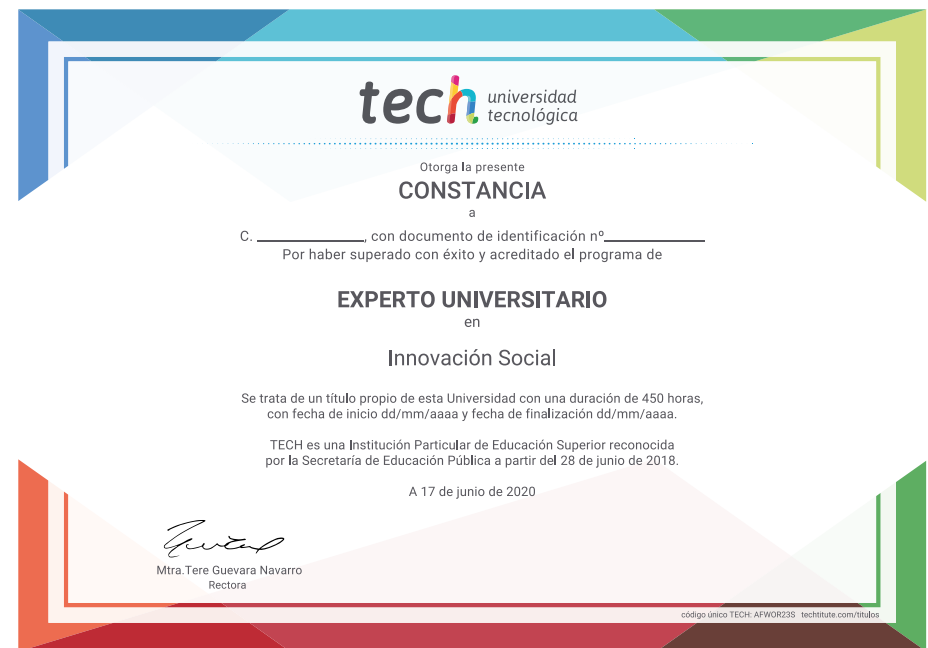 tech universidad
tecnológica
Otorga la presente
CONSTANCIA
a
C. ____________, con documento de identificación nº____________
Por haber superado con éxito y acreditado el programa de
EXPERTO UNIVERSITARIO
en
Innovación Social
Se trata de un título propio de esta Universidad con una duración de 450 horas,
con fecha de inicio dd/mm/aaaa y fecha de finalización dd/mm/aaaa.
TECH es una Institución Particular de Educación Superior reconocida
por la Secretaría de Educación Pública a partir del 28 de junio de 2018.
A 17 de junio de 2020
Mtra.Tere Guevara Navarro
Rectora
código único TECH: AFWOR23S techtitute.com/titulos